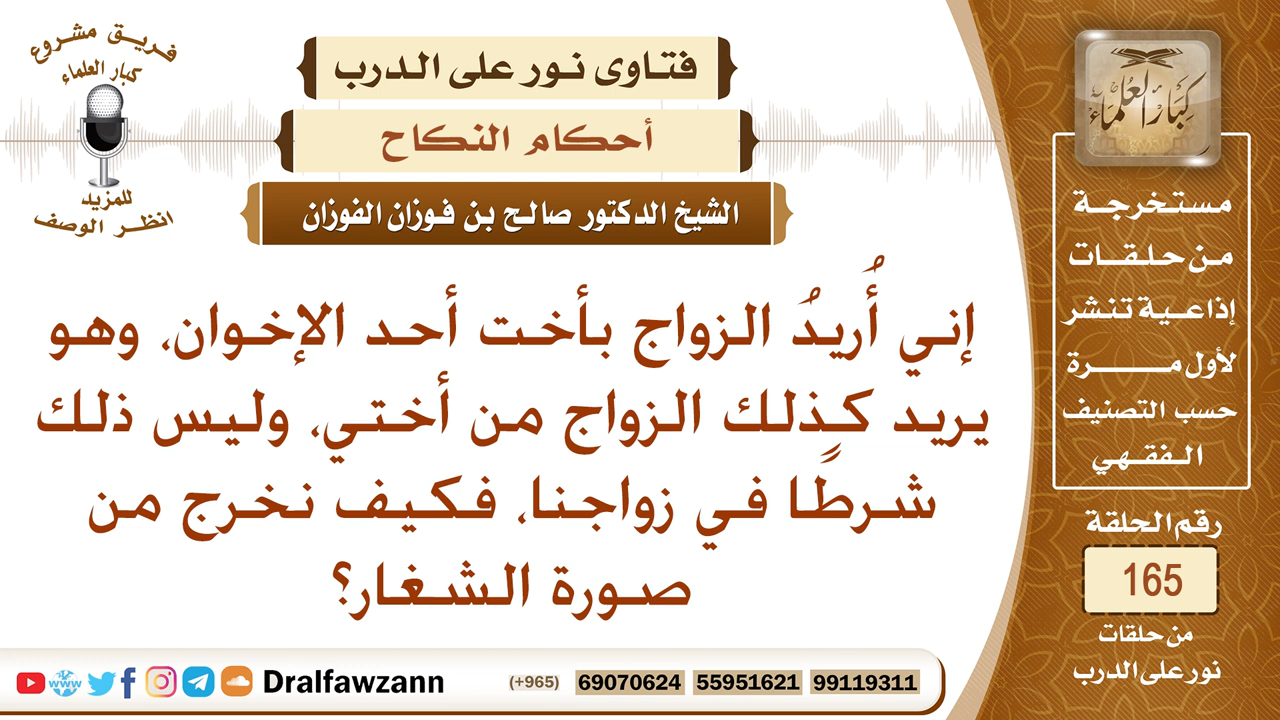 فريق مشروع
كبار العلماء
للمزيد
انظر الوصف
فتاوى نور على الدرب
أحكام النكاح
الشيخ الدكتور صالح بن فوزان الفوزان
إني أُريدُ الزواج بأخت أحد الإخوان، وهو
يريد كذلك الزواج من أختي، وليس ذلك
شرطًا في زواجنا، فكيف نخرج من
صورة الشغار؟
كبار العلماء
مستخرجة
من حلقات
إذاعية تنشر
لأول مرة
حسب التصنيف
الفقهي
رقم الحلقة
165
من حلقات
نور على الدرب
www
Dralfawzann
(+965) 69070624 55951621 99119311